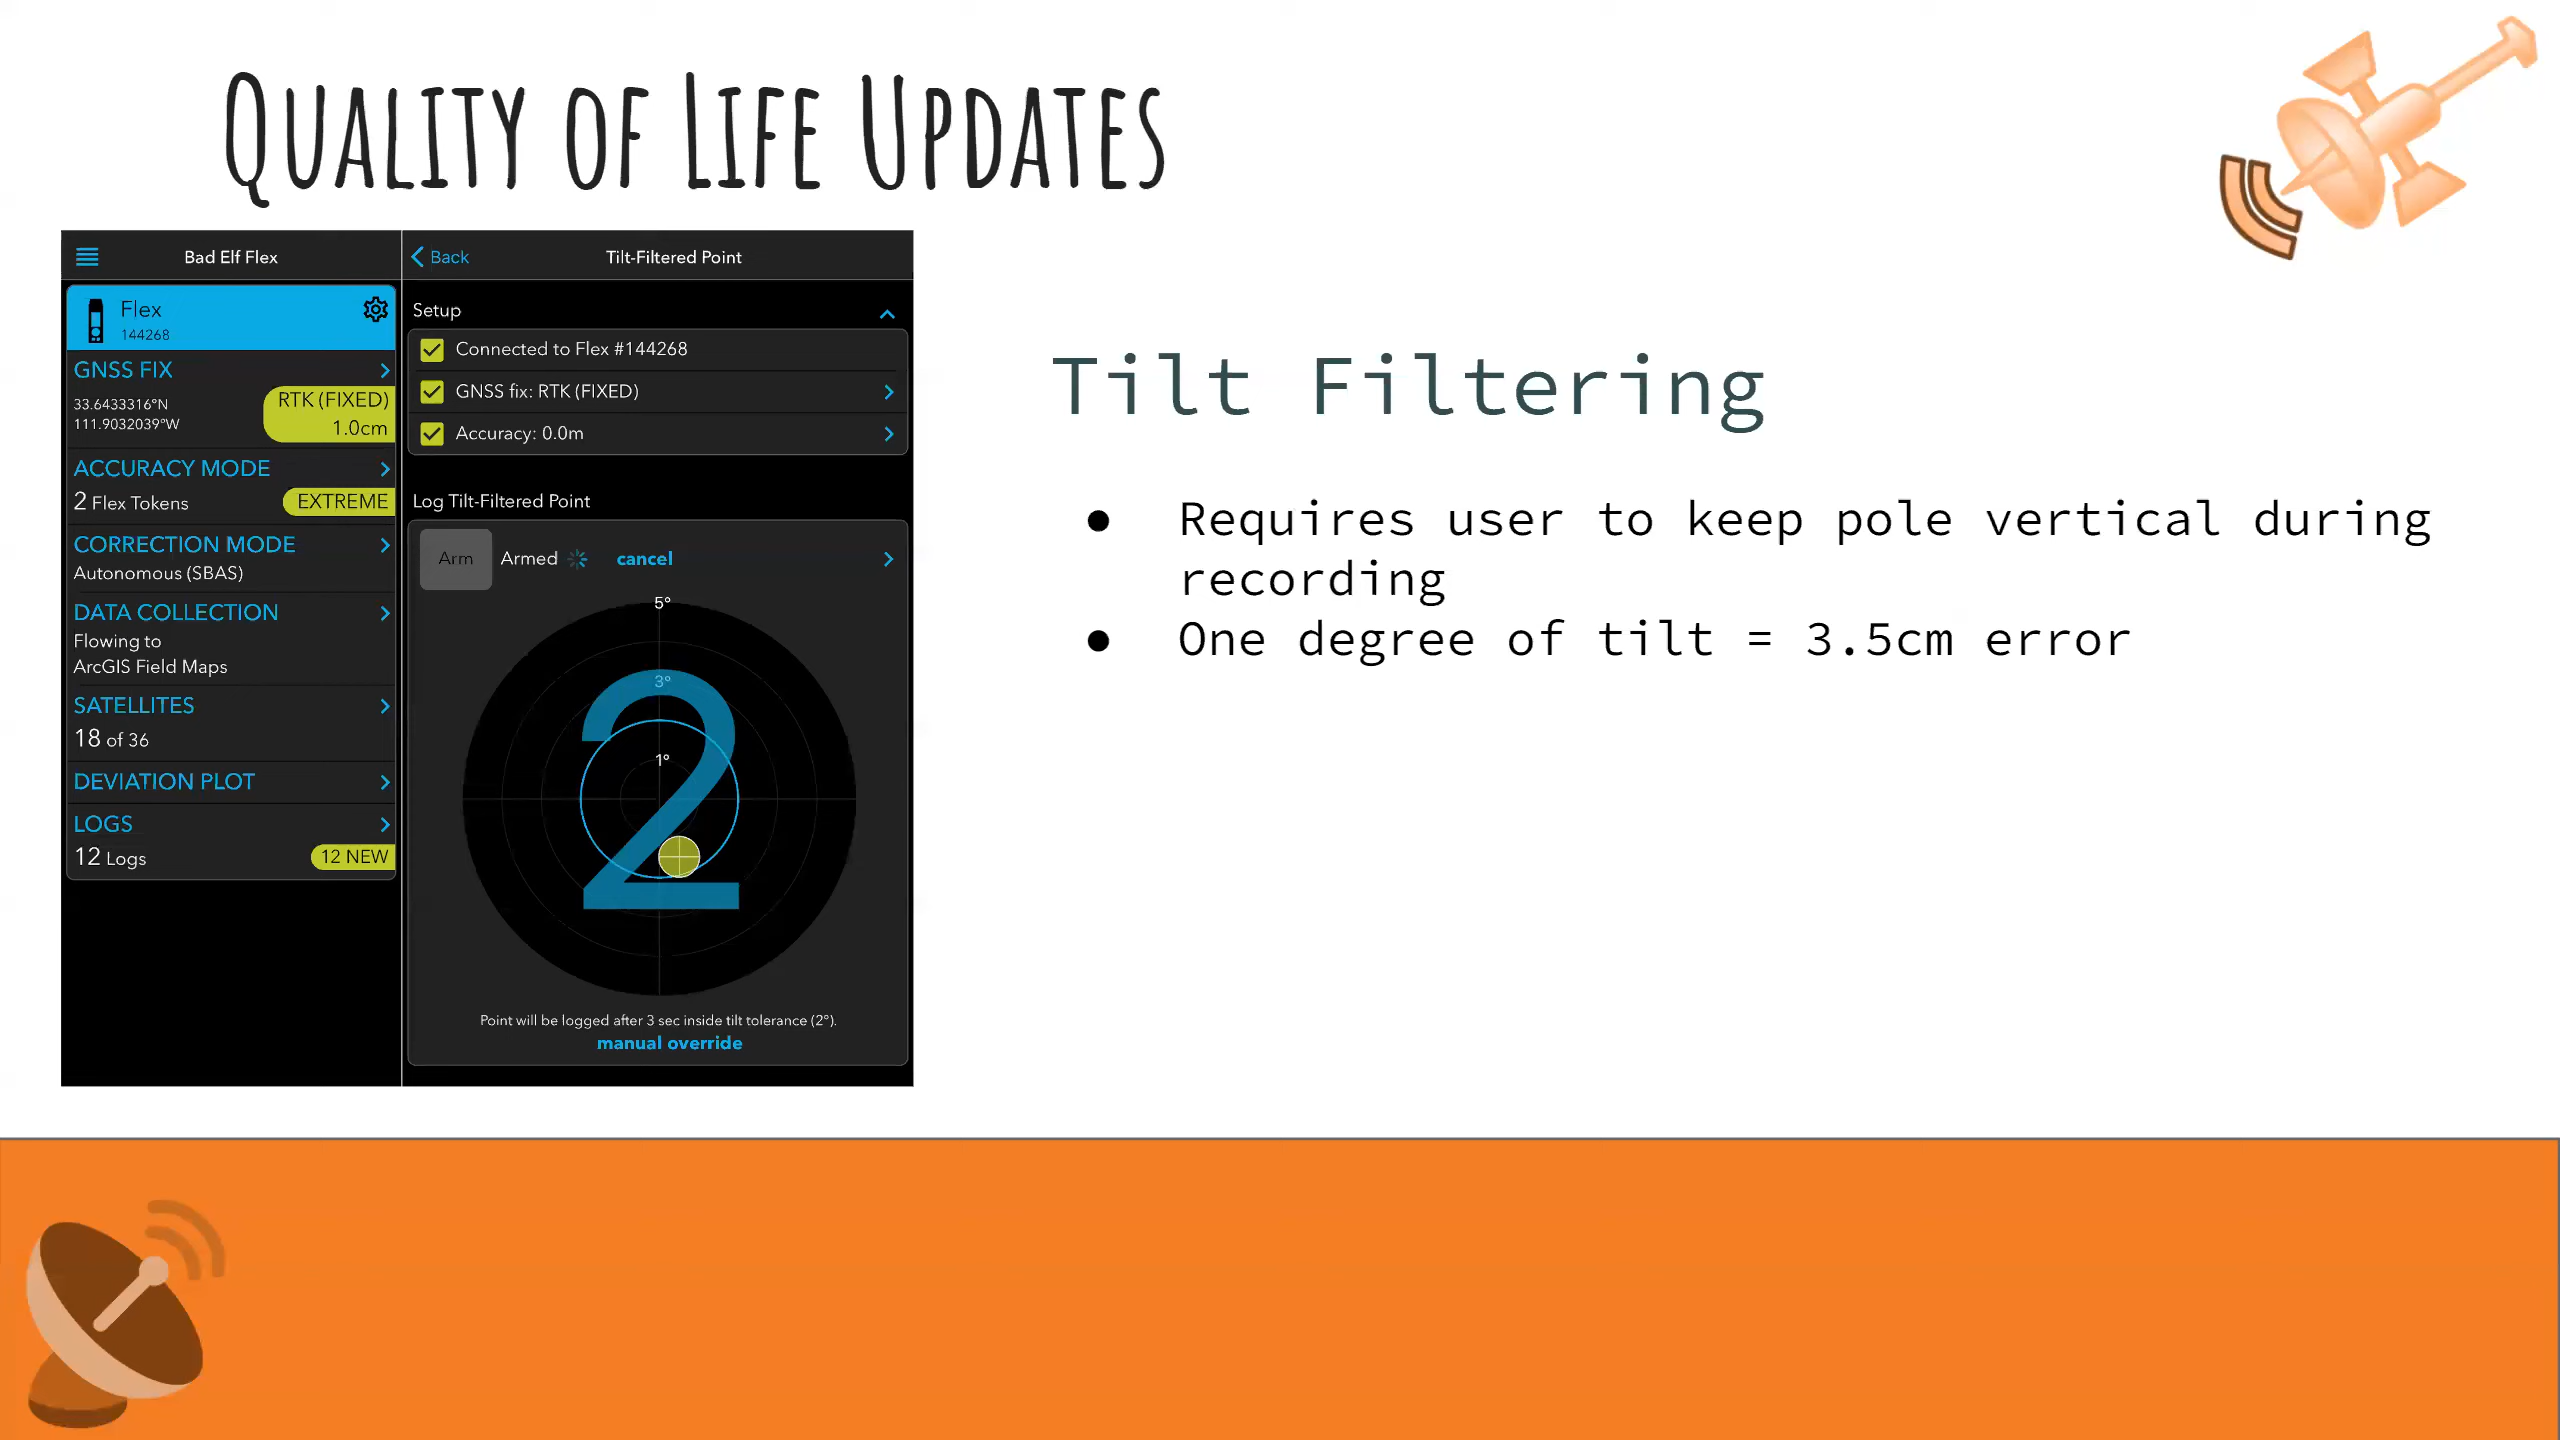 QUALITY OF LIFE UPDATES
Bad Elf Flex
Flex
144268
GNSS FIX
33.6433316°N
111.9032039°W
RTK (FIXED)
1.0cm
ACCURACY MODE
2 Flex Tokens
EXTREME
CORRECTION MODE
Autonomous (SBAS)
DATA COLLECTION
Flowing to
ArcGIS Field Maps
SATELLITES
18 of 36
DEVIATION PLOT
LOGS
12 Logs
12 NEW
Back
Tilt-Filtered Point
Setup
Connected to Flex #144268
GNSS fix: RTK (FIXED)
Accuracy: 0.0m
Log Tilt-Filtered Point
Arm Armed cancel
5°
3°
1°
2
Point will be logged after 3 sec inside tilt tolerance (2°).
manual override
Tilt Filtering
● Requires user to keep pole vertical during
recording
● One degree of tilt = 3.5cm error